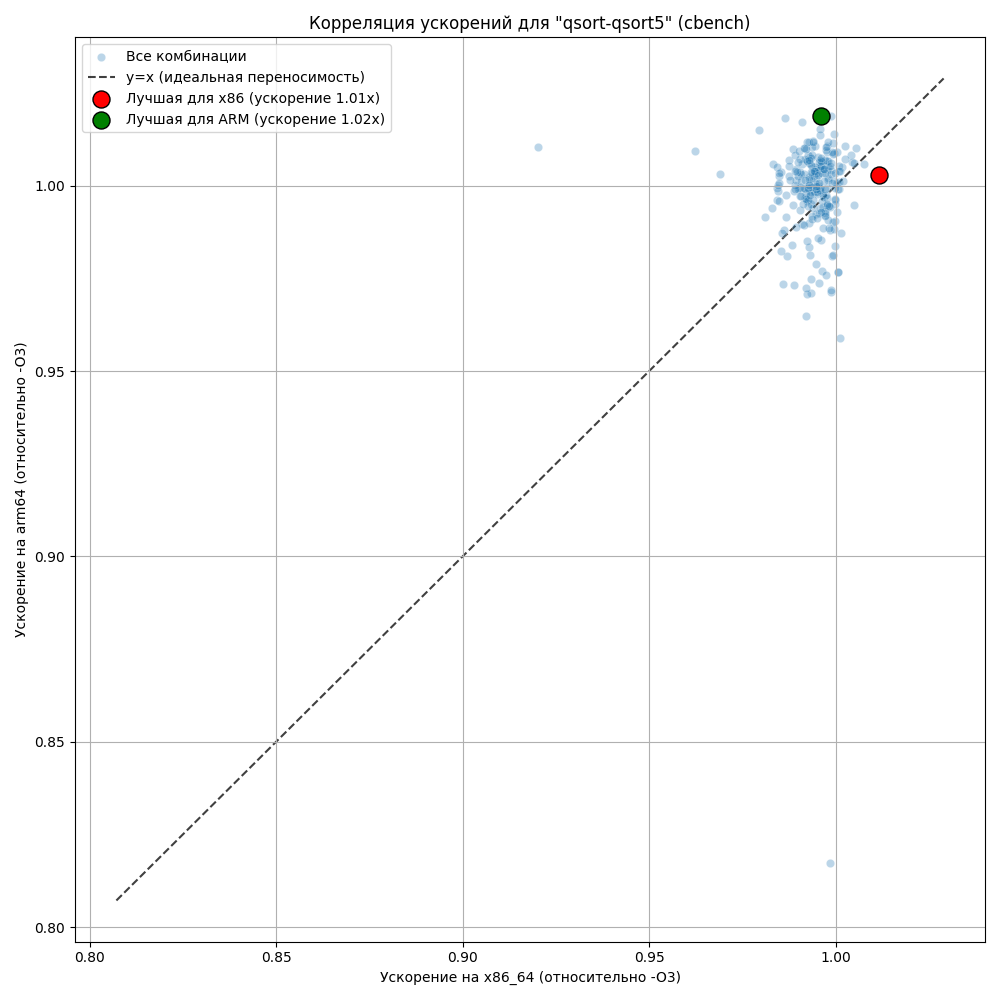 Корреляция ускорений для "qsort-qsort5" (cbench)
Все комбинации
y=x (идеальная переносимость)
Лучшая для x86 (ускорение 1.01x)
Лучшая для ARM (ускорение 1.02x)
Ускорение на arm64 (относительно -O3)
1.00
0.95
0.90
0.85
0.80
0.80 0.85 0.90 0.95 1.00
Ускорение на x86_64 (относительно -O3)